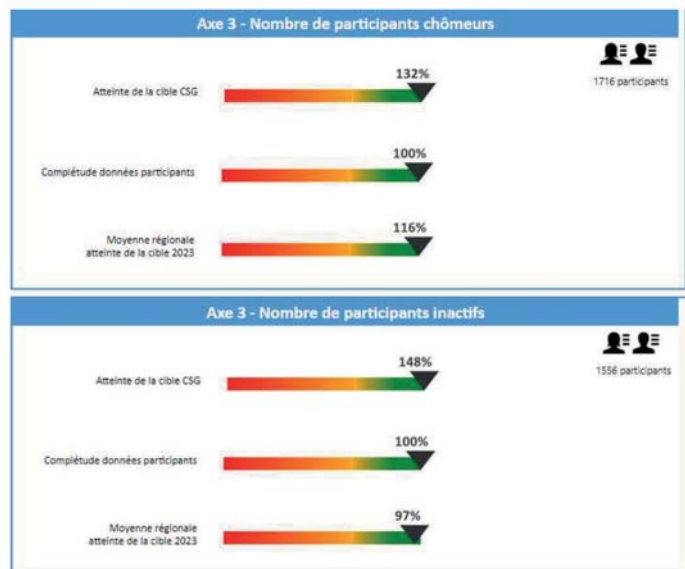 Axe 3 - Nombre de participants chômeurs
1716 participants
132%
Atteinte de la cible CSG
100%
Complétude données participants
116%
Moyenne régionale
atteinte de la cible 2023
Axe 3 - Nombre de participants inactifs
1556 participants
148%
Atteinte de la cible CSG
100%
Complétude données participants
97%
Moyenne régionale
atteinte de la cible 2023